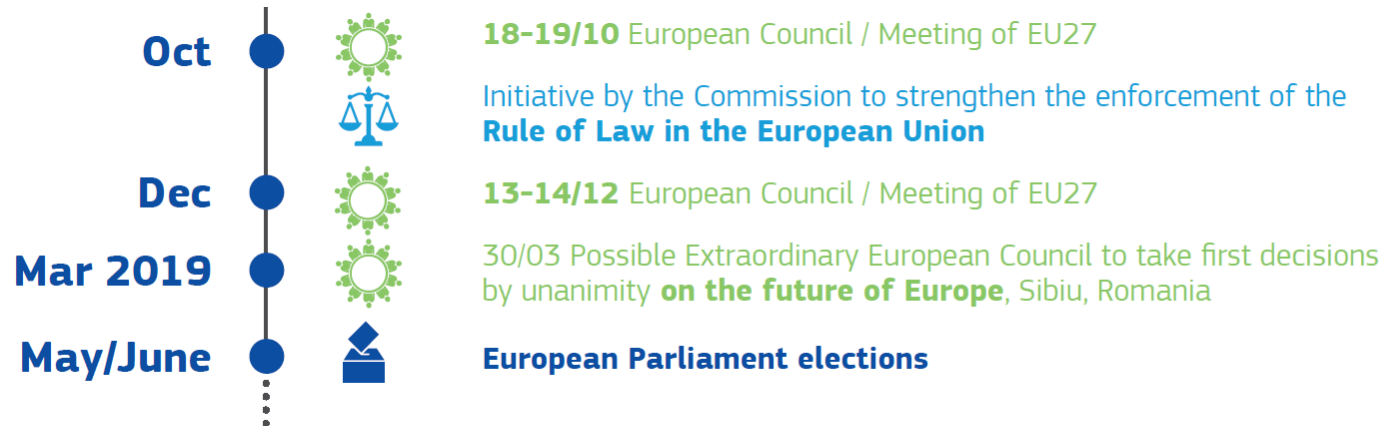 Oct
18-19/10 European Council / Meeting of EU27
Initiative by the Commission to strengthen the enforcement of the
Rule of Law in the European Union
Dec
13-14/12 European Council / Meeting of EU27
Mar 2019
30/03 Possible Extraordinary European Council to take first decisions
by unanimity on the future of Europe, Sibiu, Romania
May/June
European Parliament elections